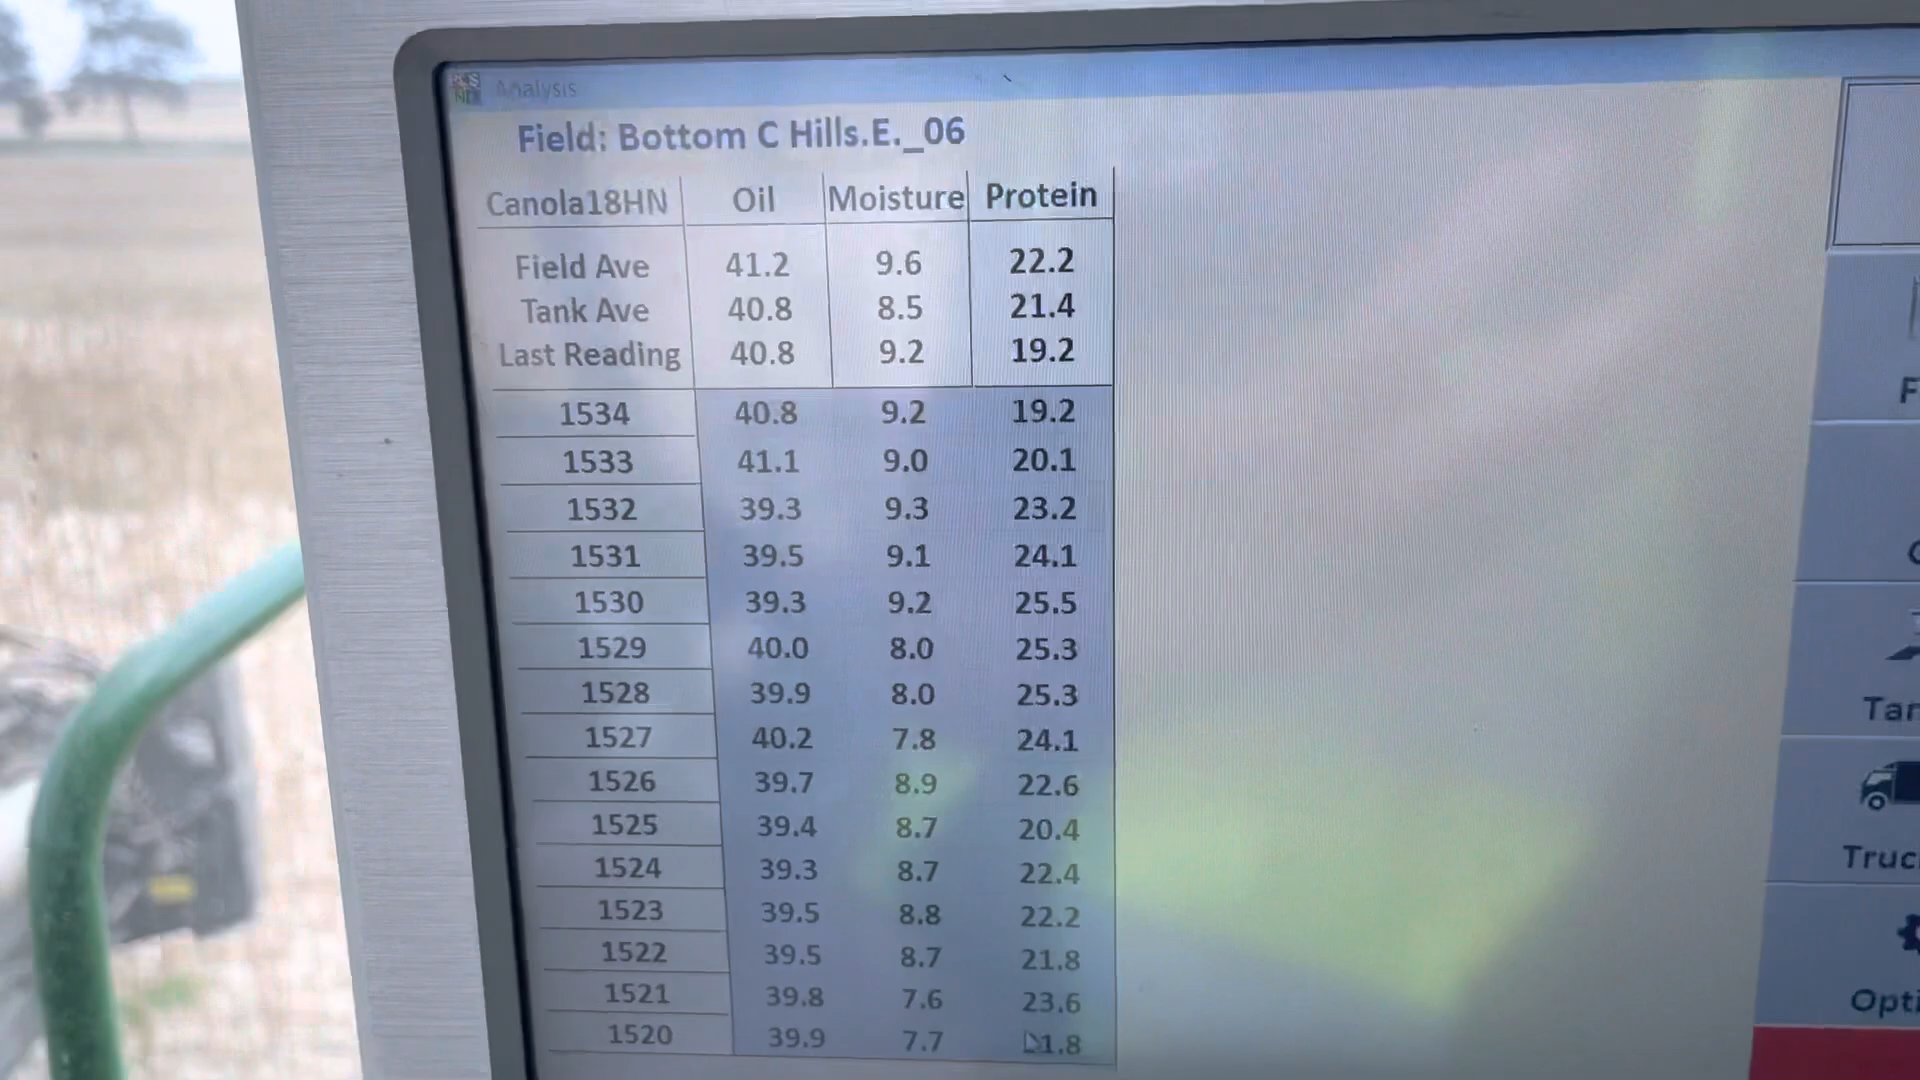 Analysis
Field: Bottom C Hills.E._06
Canola18HN Oil Moisture Protein
Field Ave 41.2 9.6 22.2
Tank Ave 40.8 8.5 21.4
Last Reading 40.8 9.2 19.2
1534 40.8 9.2 19.2
1533 41.1 9.0 20.1
1532 39.3 9.3 23.2
1531 39.5 9.1 24.1
1530 39.3 9.2 25.5
1529 40.0 8.0 25.3
1528 39.9 8.0 25.3
1527 40.2 7.8 24.1
1526 39.7 8.9 22.6
1525 39.4 8.7 20.4
1524 39.3 8.7 22.4
1523 39.5 8.8 22.2
1522 39.5 8.7 21.8
1521 39.8 7.6 23.6
1520 39.9 7.7